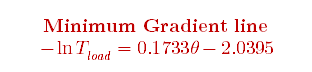 Minimum Gradient line
− ln T_load = 0.1733θ − 2.0395